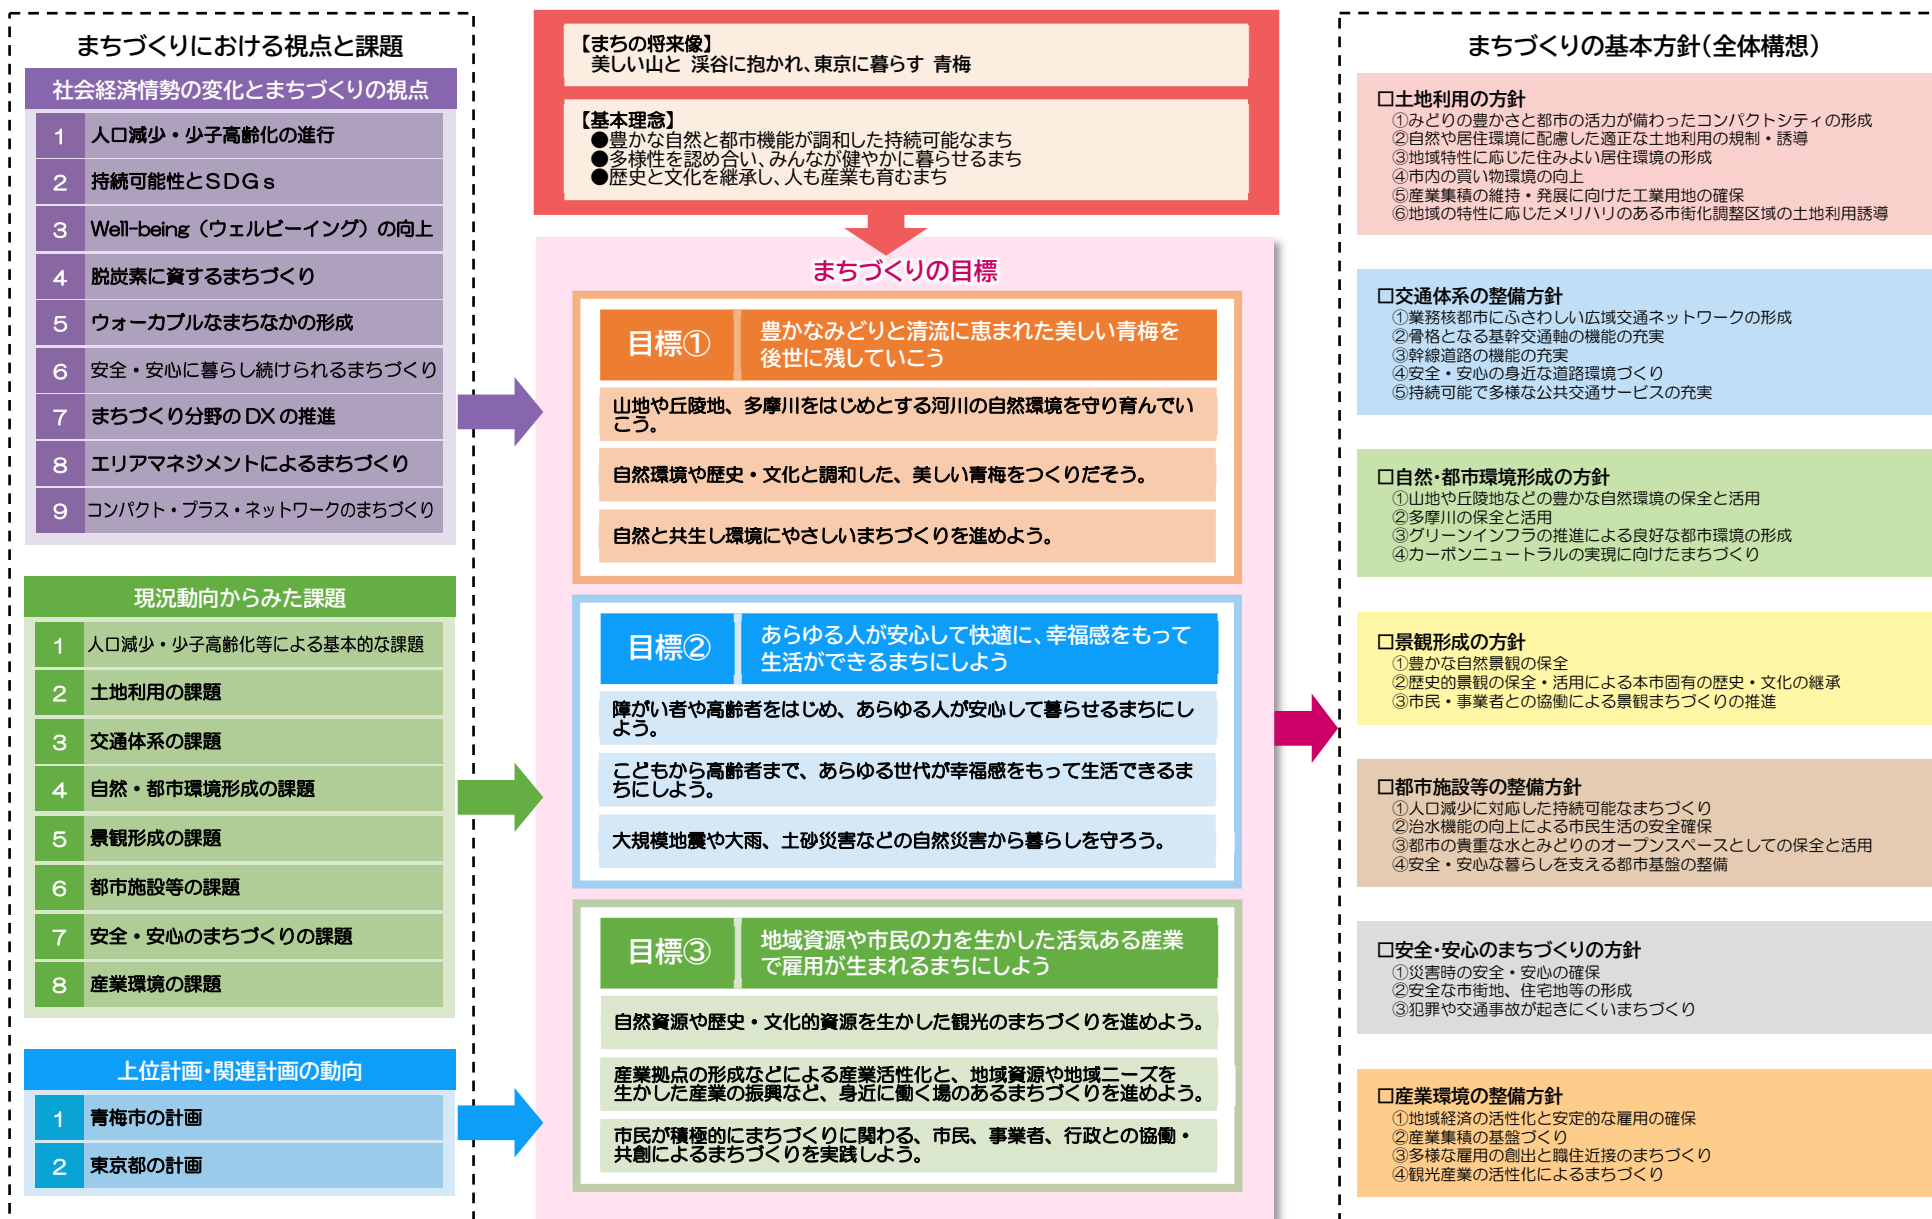 まちづくりにおける視点と課題
社会経済情勢の変化とまちづくりの視点
1 人口減少・少子高齢化の進行
2 持続可能性とSDGs
3 Well-being（ウェルビーイング）の向上
4 脱炭素に資するまちづくり
5 ウォーカブルなまちなかの形成
6 安全・安心に暮らし続けられるまちづくり
7 まちづくり分野のDXの推進
8 エリアマネジメントによるまちづくり
9 コンパクト・プラス・ネットワークのまちづくり
現況動向からみた課題
1 人口減少・少子高齢化等による基本的な課題
2 土地利用の課題
3 交通体系の課題
4 自然・都市環境形成の課題
5 景観形成の課題
6 都市施設等の課題
7 安全・安心のまちづくりの課題
8 産業環境の課題
上位計画・関連計画の動向
1 青梅市の計画
2 東京都の計画
【まちの将来像】
美しい山と 渓谷に抱かれ、東京に暮らす 青梅
【基本理念】
●豊かな自然と都市機能が調和した持続可能なまち
●多様性を認め合い、みんなが健やかに暮らせるまち
●歴史と文化を継承し、人も産業も育むまち
まちづくりの目標
目標① 豊かなみどりと清流に恵まれた美しい青梅を
後世に残していこう
山地や丘陵地、多摩川をはじめとする河川の自然環境を守り育んでい
こう。
自然環境や歴史・文化と調和した、美しい青梅をつくりだそう。
自然と共生し環境にやさしいまちづくりを進めよう。
目標② あらゆる人が安心して快適に、幸福感をもって
生活ができるまちにしよう
障がい者や高齢者をはじめ、あらゆる人が安心して暮らせるまちにし
よう。
こどもから高齢者まで、あらゆる世代が幸福感をもって生活できるま
ちにしよう。
大規模地震や大雨、土砂災害などの自然災害から暮らしを守ろう。
目標③ 地域資源や市民の力を生かした活気ある産業
で雇用が生まれるまちにしよう
自然資源や歴史・文化的資源を生かした観光のまちづくりを進めよう。
産業拠点の形成などによる産業活性化と、地域資源や地域ニーズを
生かした産業の振興など、身近に働く場のあるまちづくりを進めよう。
市民が積極的にまちづくりに関わる、市民、事業者、行政との協働・
共創によるまちづくりを実践しよう。
まちづくりの基本方針（全体構想）
□土地利用の方針
①みどりの豊かさと都市の活力が備わったコンパクトシティの形成
②自然や居住環境に配慮した適正な土地利用の規制・誘導
③地域特性に応じた住みよい居住環境の形成
④市内の買い物環境の向上
⑤産業集積の維持・発展に向けた工業用地の確保
⑥地域の特性に応じたメリハリのある市街化調整区域の土地利用誘導
□交通体系の整備方針
①業務核都市にふさわしい広域交通ネットワークの形成
②骨格となる基幹交通軸の機能の充実
③幹線道路の機能の充実
④安全・安心の身近な道路環境づくり
⑤持続可能で多様な公共交通サービスの充実
□自然・都市環境形成の方針
①山地や丘陵地などの豊かな自然環境の保全と活用
②多摩川の保全と活用
③グリーンインフラの推進による良好な都市環境の形成
④カーボンニュートラルの実現に向けたまちづくり
□景観形成の方針
①豊かな自然景観の保全
②歴史的景観の保全・活用による本市固有の歴史・文化の継承
③市民・事業者との協働による景観まちづくりの推進
□都市施設等の整備方針
①人口減少に対応した持続可能なまちづくり
②治水機能の向上による市民生活の安全確保
③都市の貴重な水とみどりのオープンスペースとしての保全と活用
④安全・安心な暮らしを支える都市基盤の整備
□安全・安心のまちづくりの方針
①災害時の安全・安心の確保
②安全な市街地、住宅地等の形成
③犯罪や交通事故が起きにくいまちづくり
□産業環境の整備方針
①地域経済の活性化と安定的な雇用の確保
②産業集積の基盤づくり
③多様な雇用の創出と職住近接のまちづくり
④観光産業の活性化によるまちづくり